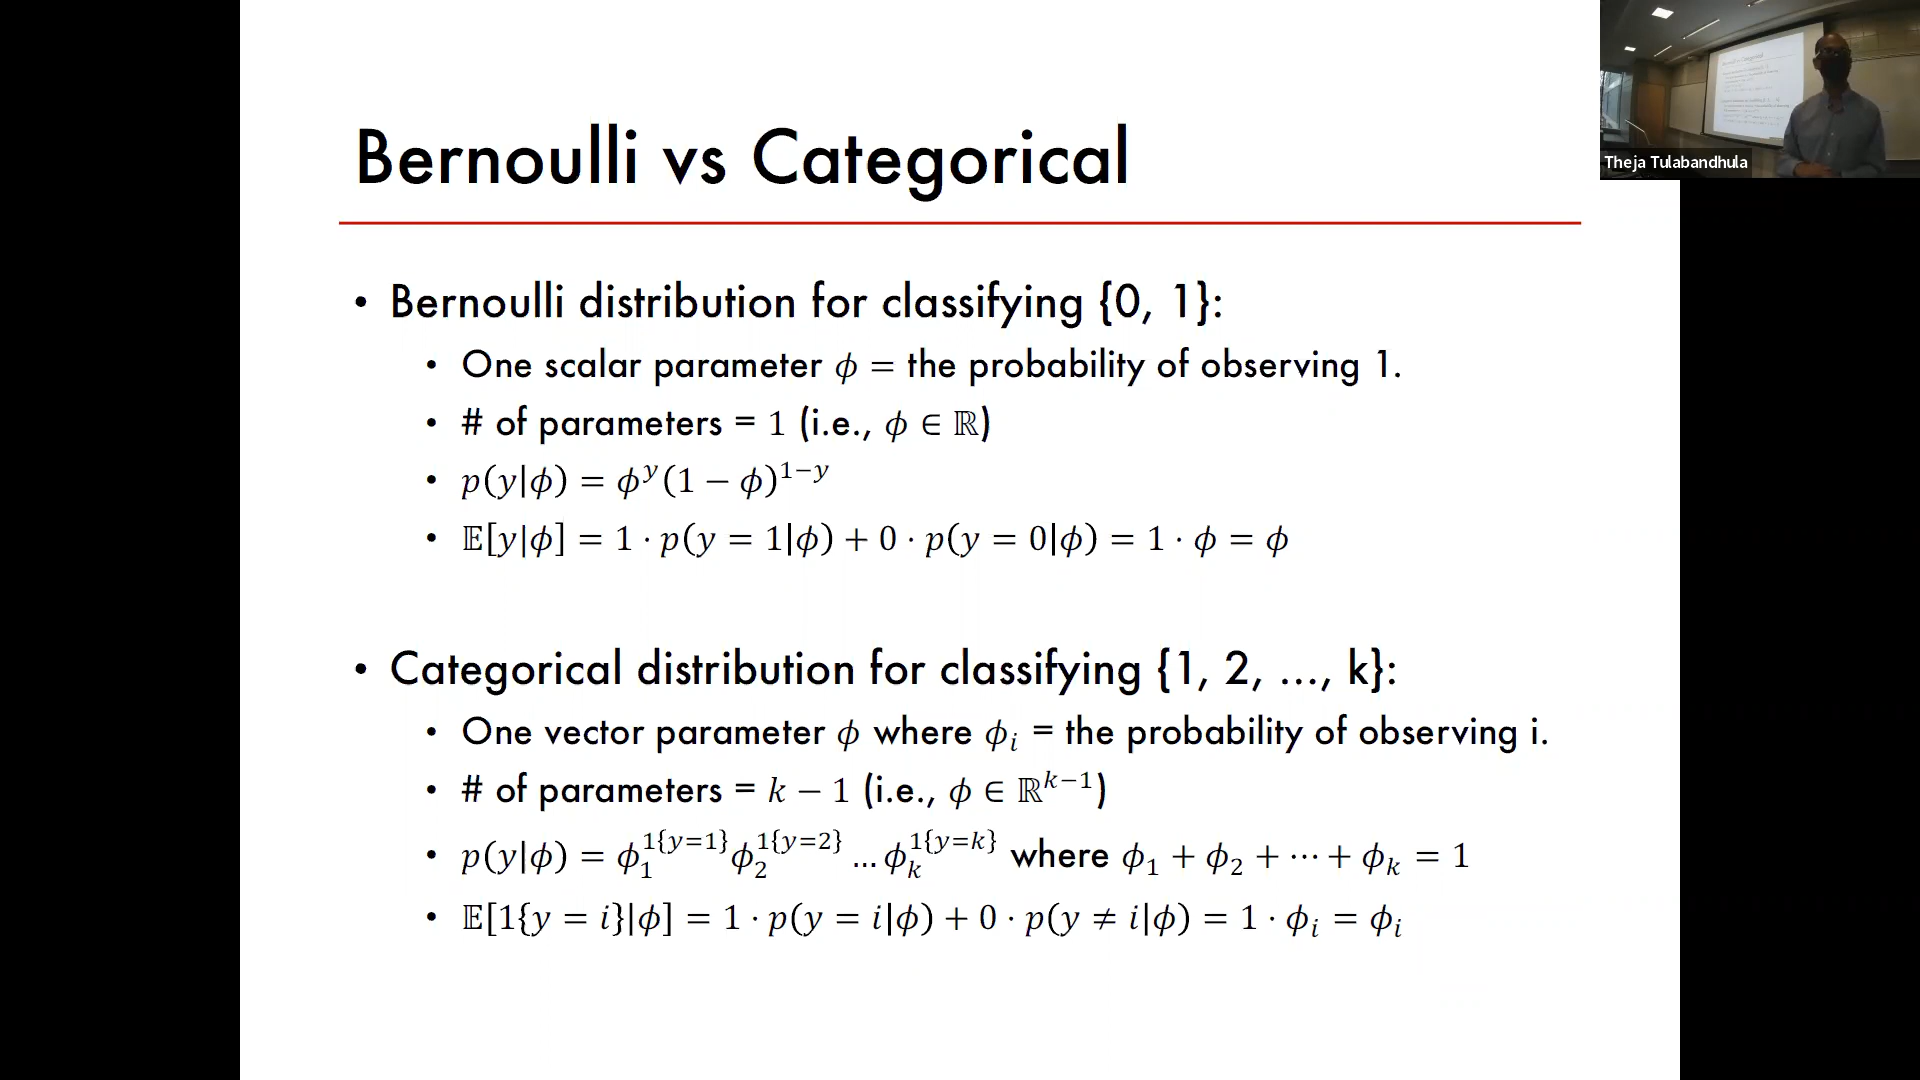 Bernoulli vs Categorical
Theja Tulabandhula
• Bernoulli distribution for classifying {0, 1}:
• One scalar parameter 𝜙 = the probability of observing 1.
• # of parameters = 1 (i.e., 𝜙 ∈ ℝ)
• p(y|𝜙) = 𝜙^y (1 − 𝜙)^{1−y}
• 𝔼[y|𝜙] = 1 · p(y = 1|𝜙) + 0 · p(y = 0|𝜙) = 1 · 𝜙 = 𝜙
• Categorical distribution for classifying {1, 2, ..., k}:
• One vector parameter 𝜙 where 𝜙_i = the probability of observing i.
• # of parameters = k − 1 (i.e., 𝜙 ∈ ℝ^{k−1})
• p(y|𝜙) = 𝜙_1^{1{y=1}} 𝜙_2^{1{y=2}} … 𝜙_k^{1{y=k}} where 𝜙_1 + 𝜙_2 + ⋯ + 𝜙_k = 1
• 𝔼[1{y = i}|𝜙] = 1 · p(y = i|𝜙) + 0 · p(y ≠ i|𝜙) = 1 · 𝜙_i = 𝜙_i